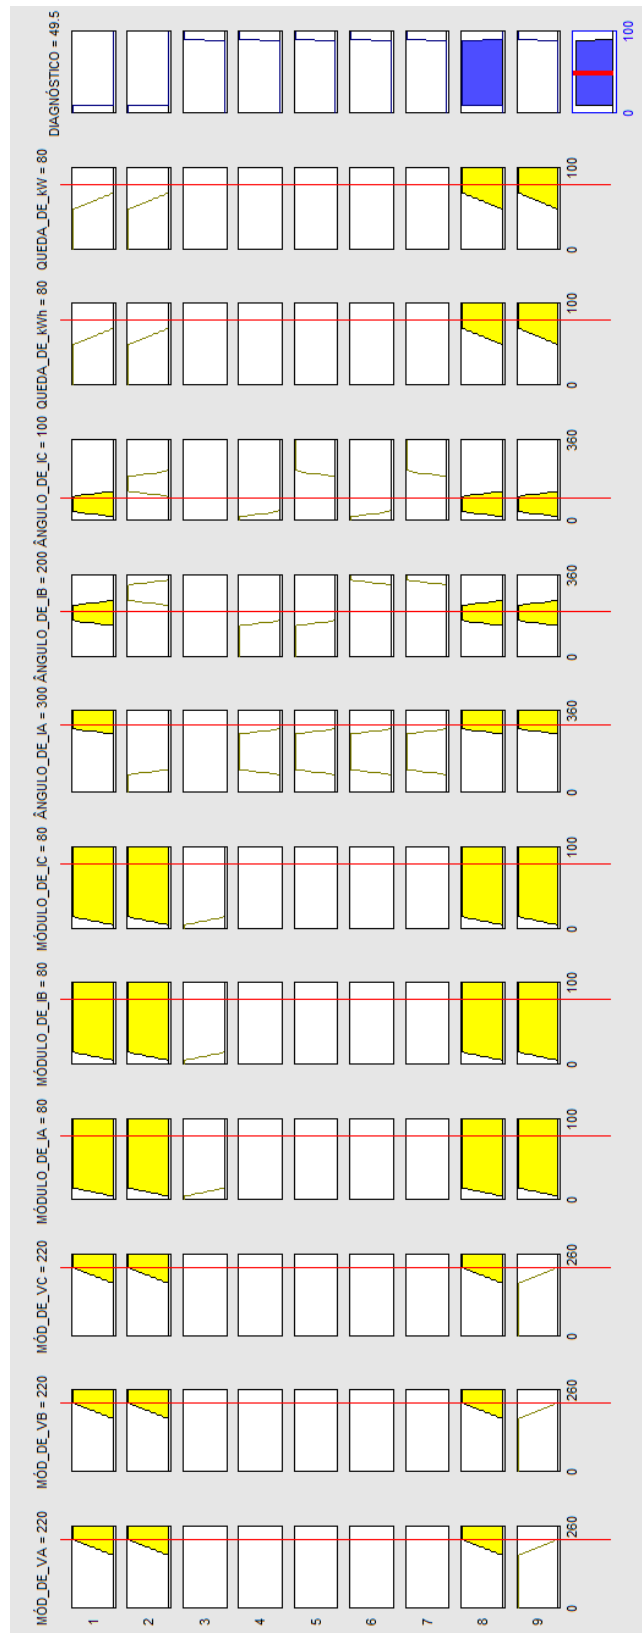 MÓD_DE_VA = 220
MÓD_DE_VB = 220
MÓD_DE_VC = 220
MÓDULO_DE_IA = 80
MÓDULO_DE_IB = 80
MÓDULO_DE_IC = 80
ÂNGULO_DE_IA = 300
ÂNGULO_DE_IB = 200
ÂNGULO_DE_IC = 100
QUEDA_DE_kWh = 80
QUEDA_DE_kW = 80
DIAGNÓSTICO = 49.5
1
2
3
4
5
6
7
8
9
0 260
0 260
0 260
0 100
0 100
0 100
0 360
0 360
0 360
0 100
0 100
0 100